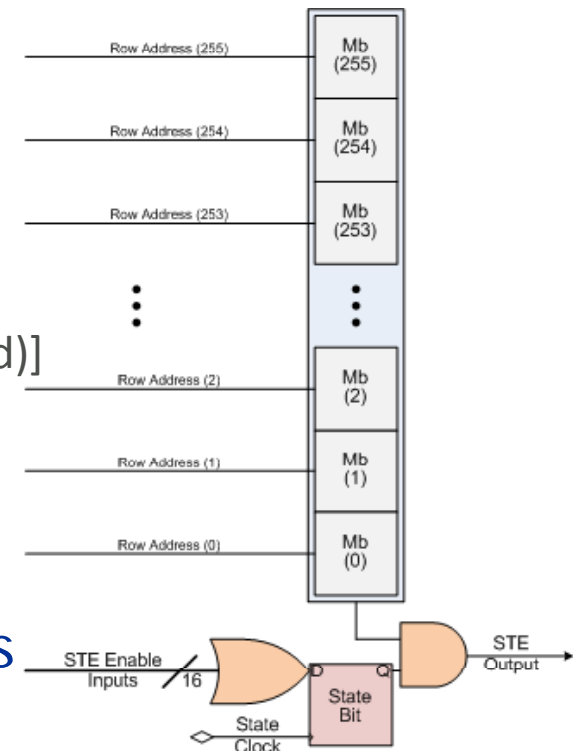 Row Address (255)
Mb
(255)
Row Address (254)
Mb
(254)
Row Address (253)
Mb
(253)
d)]
Row Address (2)
Mb
(2)
Row Address (1)
Mb
(1)
Row Address (0)
Mb
(0)
s
STE Enable
Inputs
16
D
Q
State
Bit
State
Clock
STE
Output